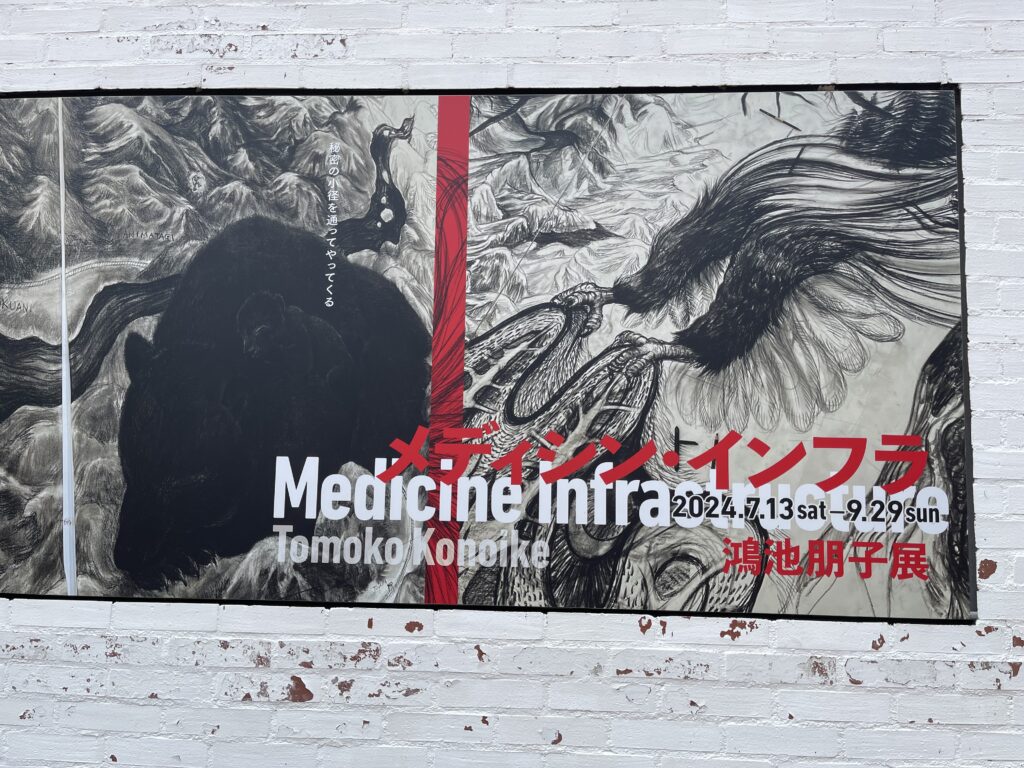 秘密の小径を通ってやってくる
メディシン・インフラ
Medicine Infrastructure
2024.7.13 sat–9.29 sun
Tomoko Konoike
鴻池朋子展